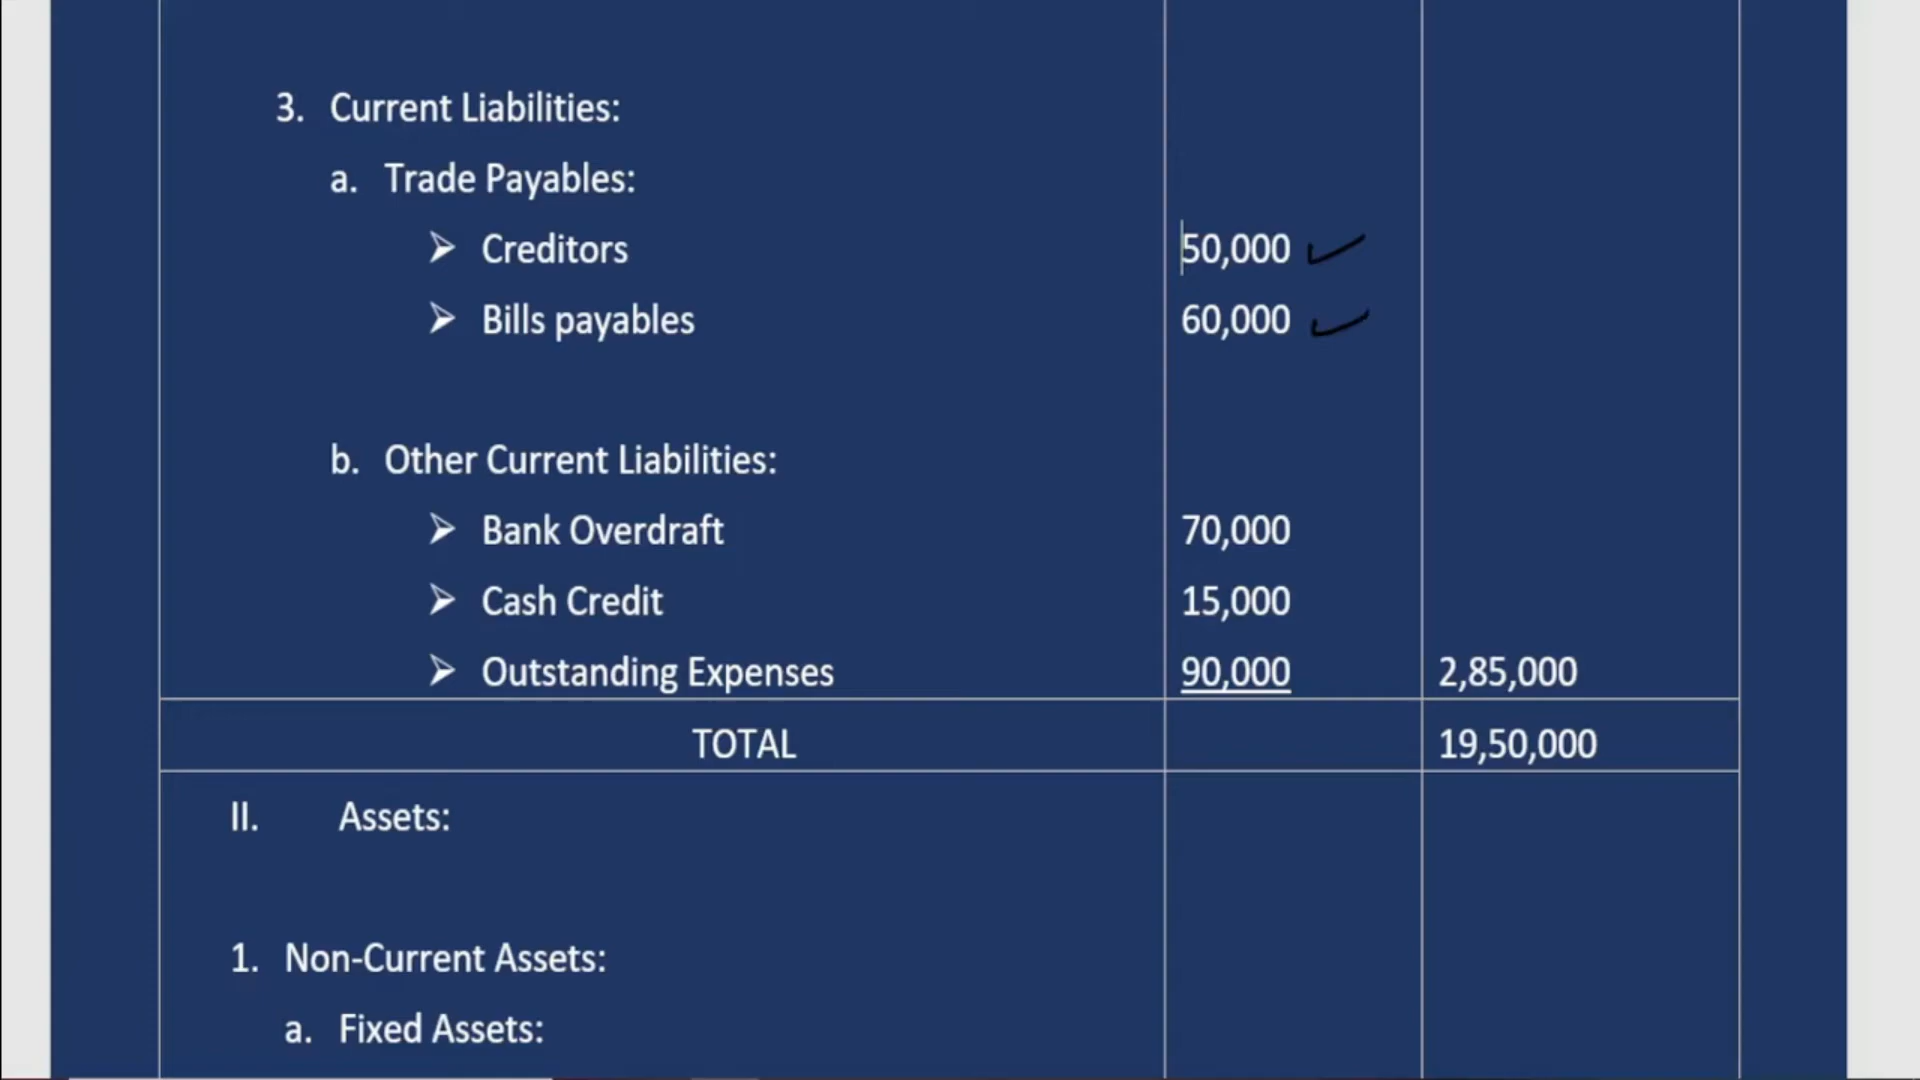 3. Current Liabilities:
a. Trade Payables:
➢ Creditors 50,000
➢ Bills payables 60,000
b. Other Current Liabilities:
➢ Bank Overdraft 70,000
➢ Cash Credit 15,000
➢ Outstanding Expenses 90,000 2,85,000
TOTAL 19,50,000
II. Assets:
1. Non-Current Assets:
a. Fixed Assets: